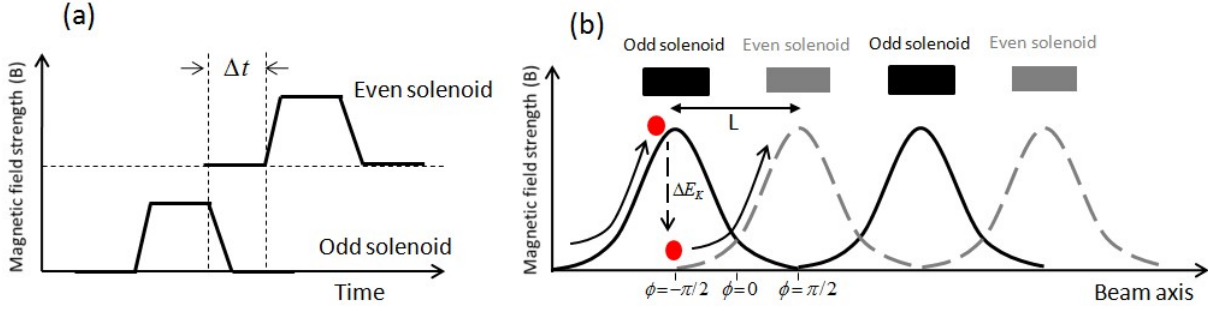 (a)
Magnetic field strength (B)
Δt
Even solenoid
Odd solenoid
Time
(b)
Magnetic field strength (B)
Odd solenoid
Even solenoid
Odd solenoid
Even solenoid
L
ΔE_K
ϕ=−π/2
ϕ=0
ϕ=π/2
Beam axis